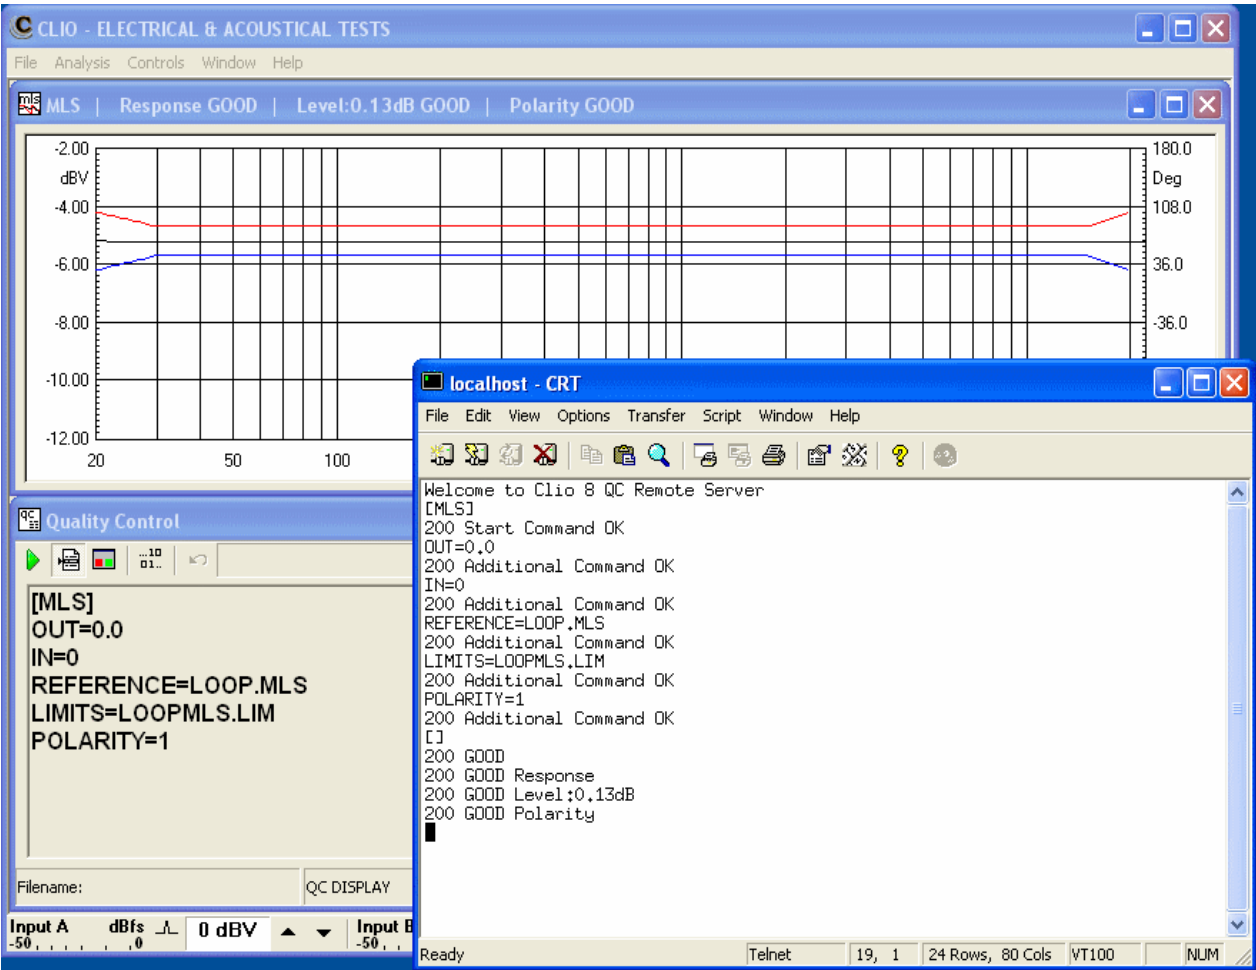 CLIO - ELECTRICAL & ACOUSTICAL TESTS
File Analysis Controls Window Help
mls MLS | Response GOOD | Level:0.13dB GOOD | Polarity GOOD
-2.00
dBV
-4.00
-6.00
-8.00
-10.00
-12.00
180.0
Deg
108.0
36.0
-36.0
20 50 100
QC Quality Control
...10
01..
[MLS]
OUT=0.0
IN=0
REFERENCE=LOOP.MLS
LIMITS=LOOPMLS.LIM
POLARITY=1
Filename: QC DISPLAY
Input A dBfs 0 dBV Input B
-50 0 -50
localhost - CRT
File Edit View Options Transfer Script Window Help
Welcome to Clio 8 QC Remote Server
[MLS]
200 Start Command OK
OUT=0.0
200 Additional Command OK
IN=0
200 Additional Command OK
REFERENCE=LOOP.MLS
200 Additional Command OK
LIMITS=LOOPMLS.LIM
200 Additional Command OK
POLARITY=1
200 Additional Command OK
[]
200 GOOD
200 GOOD Response
200 GOOD Level:0.13dB
200 GOOD Polarity
Ready Telnet 19, 1 24 Rows, 80 Cols VT100 NUM